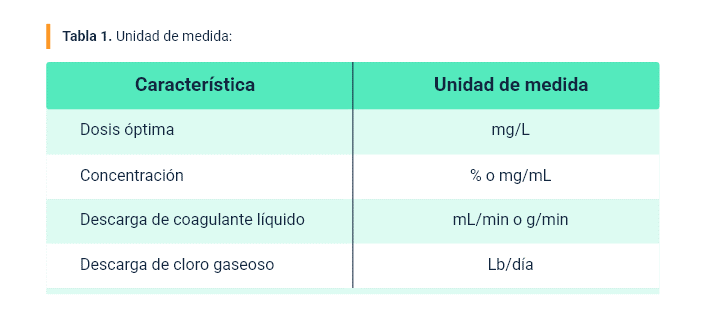 Tabla 1. Unidad de medida:
Característica Unidad de medida
Dosis óptima mg/L
Concentración % o mg/mL
Descarga de coagulante líquido mL/min o g/min
Descarga de cloro gaseoso Lb/día